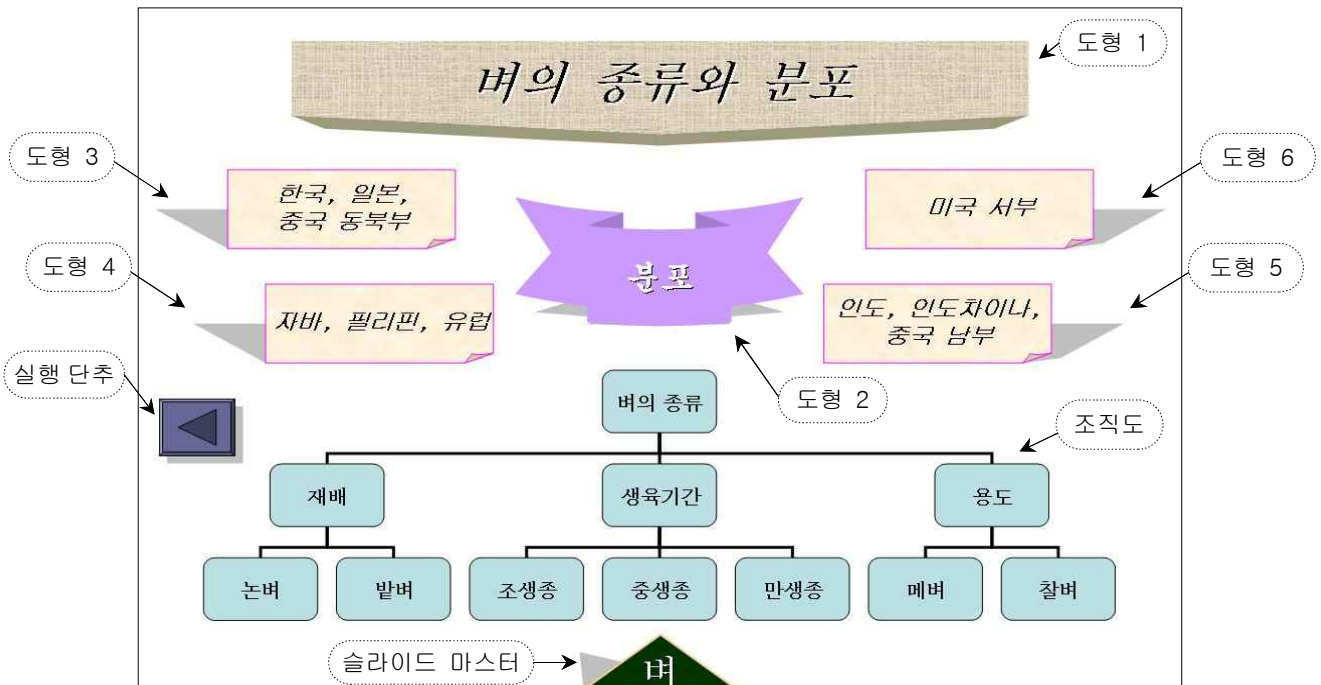 도형 1
벼의 종류와 분포
도형 3
한국, 일본,
중국 동북부
미국 서부
도형 6
분포
도형 4
자바, 필리핀, 유럽
인도, 인도차이나,
중국 남부
도형 5
실행 단추
도형 2
벼의 종류
조직도
재배
생육기간
용도
논벼
밭벼
조생종
중생종
만생종
메벼
찰벼
슬라이드 마스터
벼